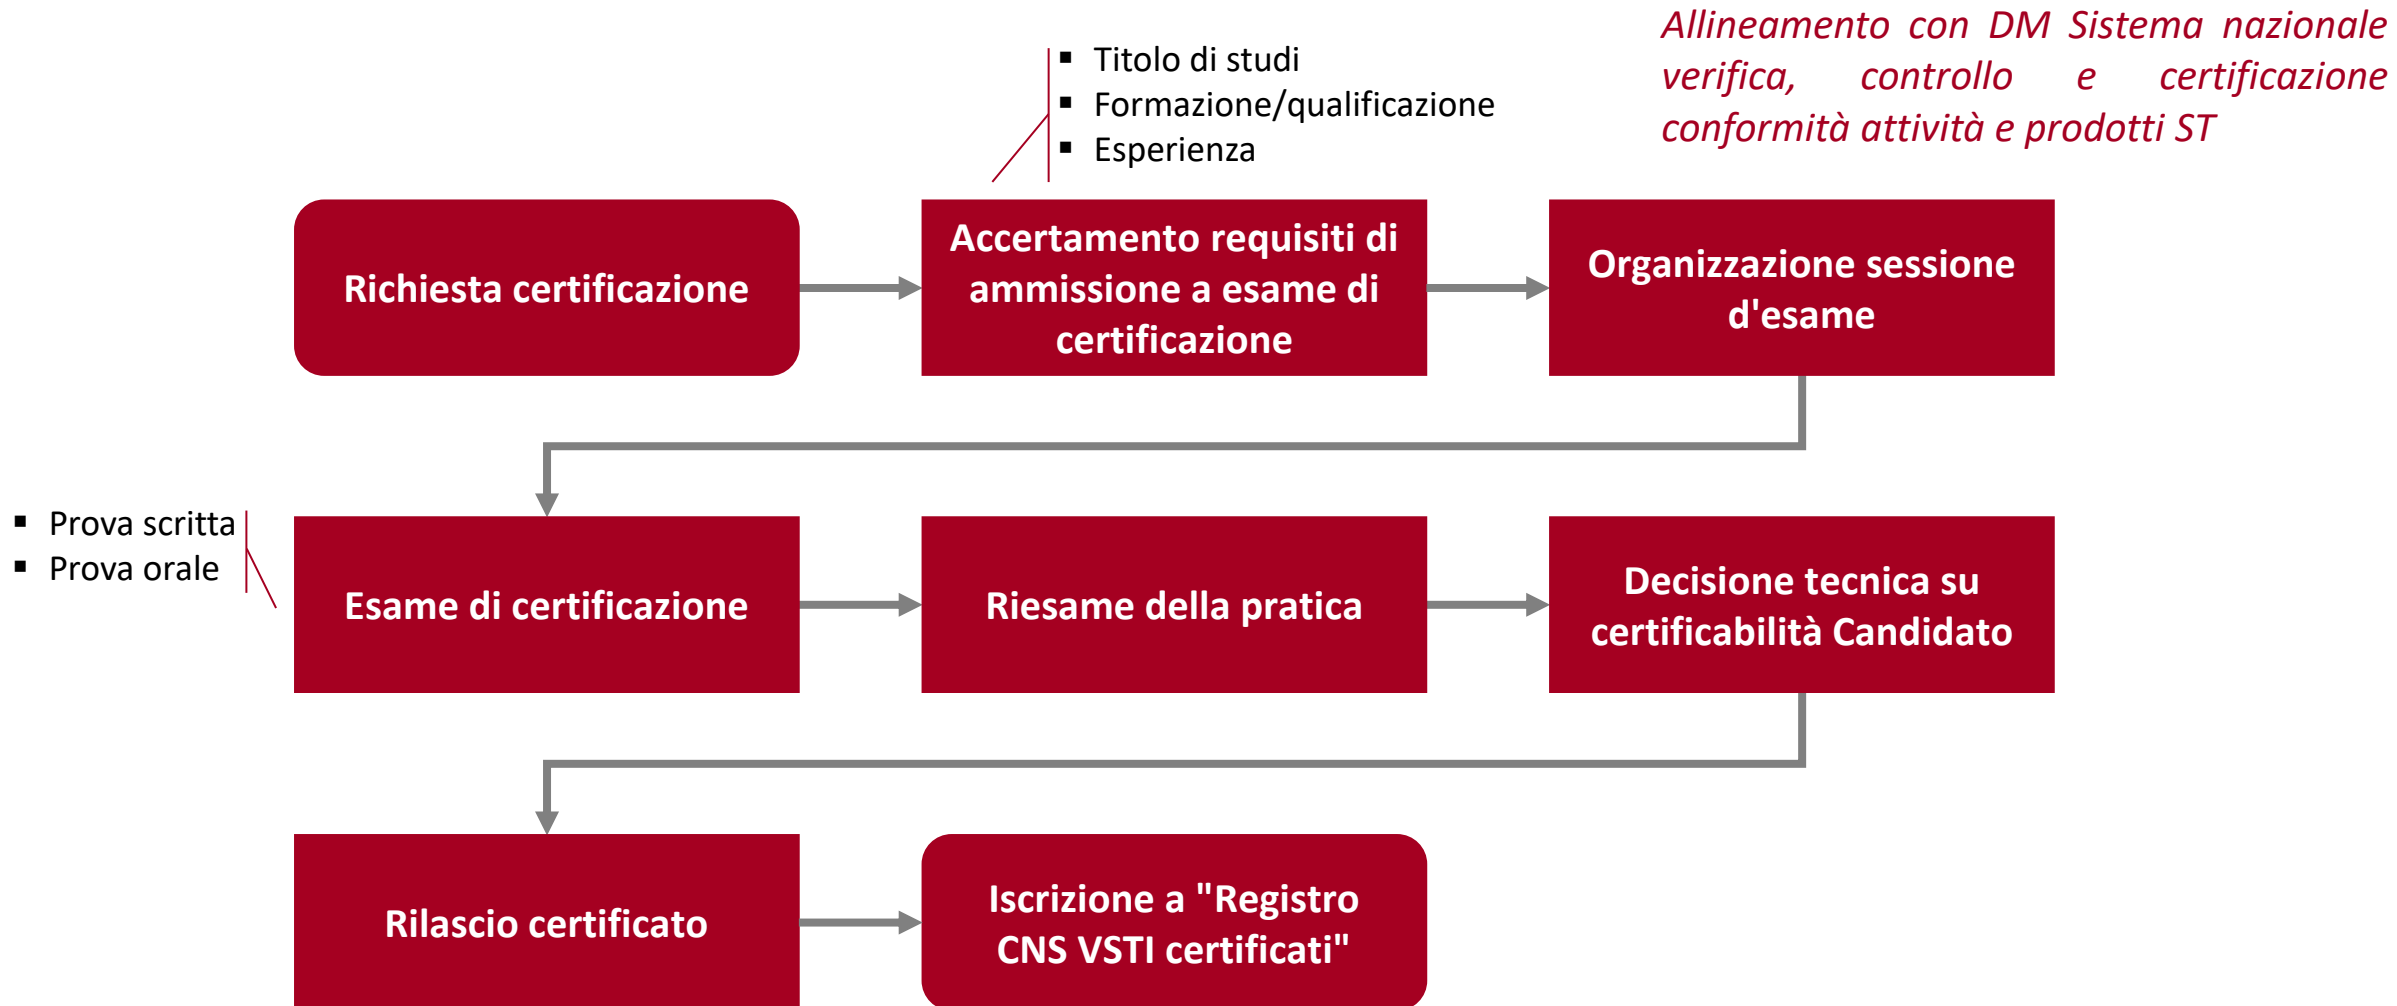 Allineamento con DM Sistema nazionale
verifica, controllo e certificazione
conformità attività e prodotti ST
▪ Titolo di studi
▪ Formazione/qualificazione
▪ Esperienza
Richiesta certificazione
Accertamento requisiti di
ammissione a esame di
certificazione
Organizzazione sessione
d'esame
▪ Prova scritta
▪ Prova orale
Esame di certificazione
Riesame della pratica
Decisione tecnica su
certificabilità Candidato
Rilascio certificato
Iscrizione a "Registro
CNS VSTI certificati"